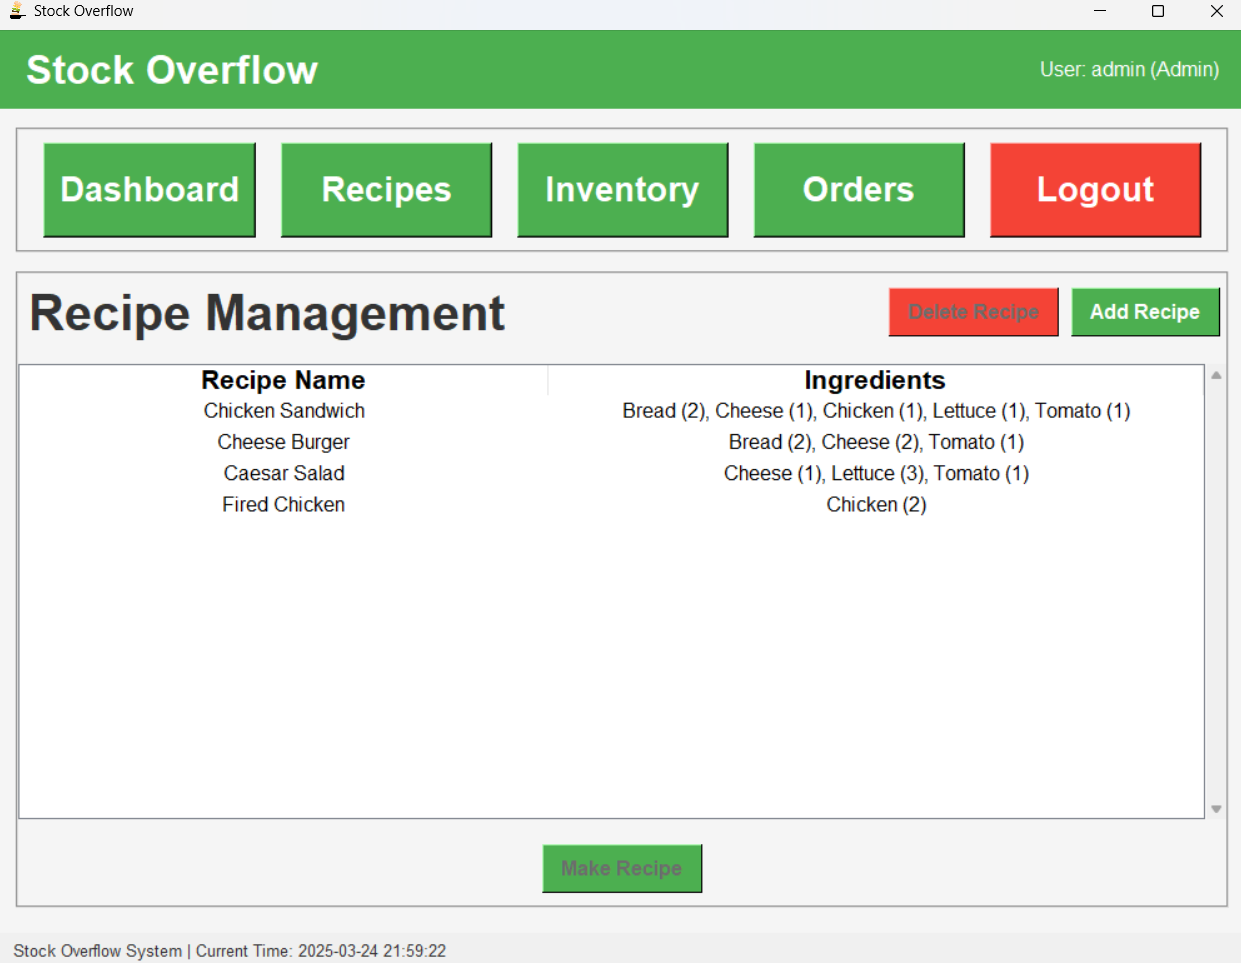 Stock Overflow
Stock Overflow
User: admin (Admin)
Dashboard
Recipes
Inventory
Orders
Logout
Recipe Management
Delete Recipe
Add Recipe
Recipe Name
Ingredients
Chicken Sandwich
Bread (2), Cheese (1), Chicken (1), Lettuce (1), Tomato (1)
Cheese Burger
Bread (2), Cheese (2), Tomato (1)
Caesar Salad
Cheese (1), Lettuce (3), Tomato (1)
Fired Chicken
Chicken (2)
Make Recipe
Stock Overflow System | Current Time: 2025-03-24 21:59:22